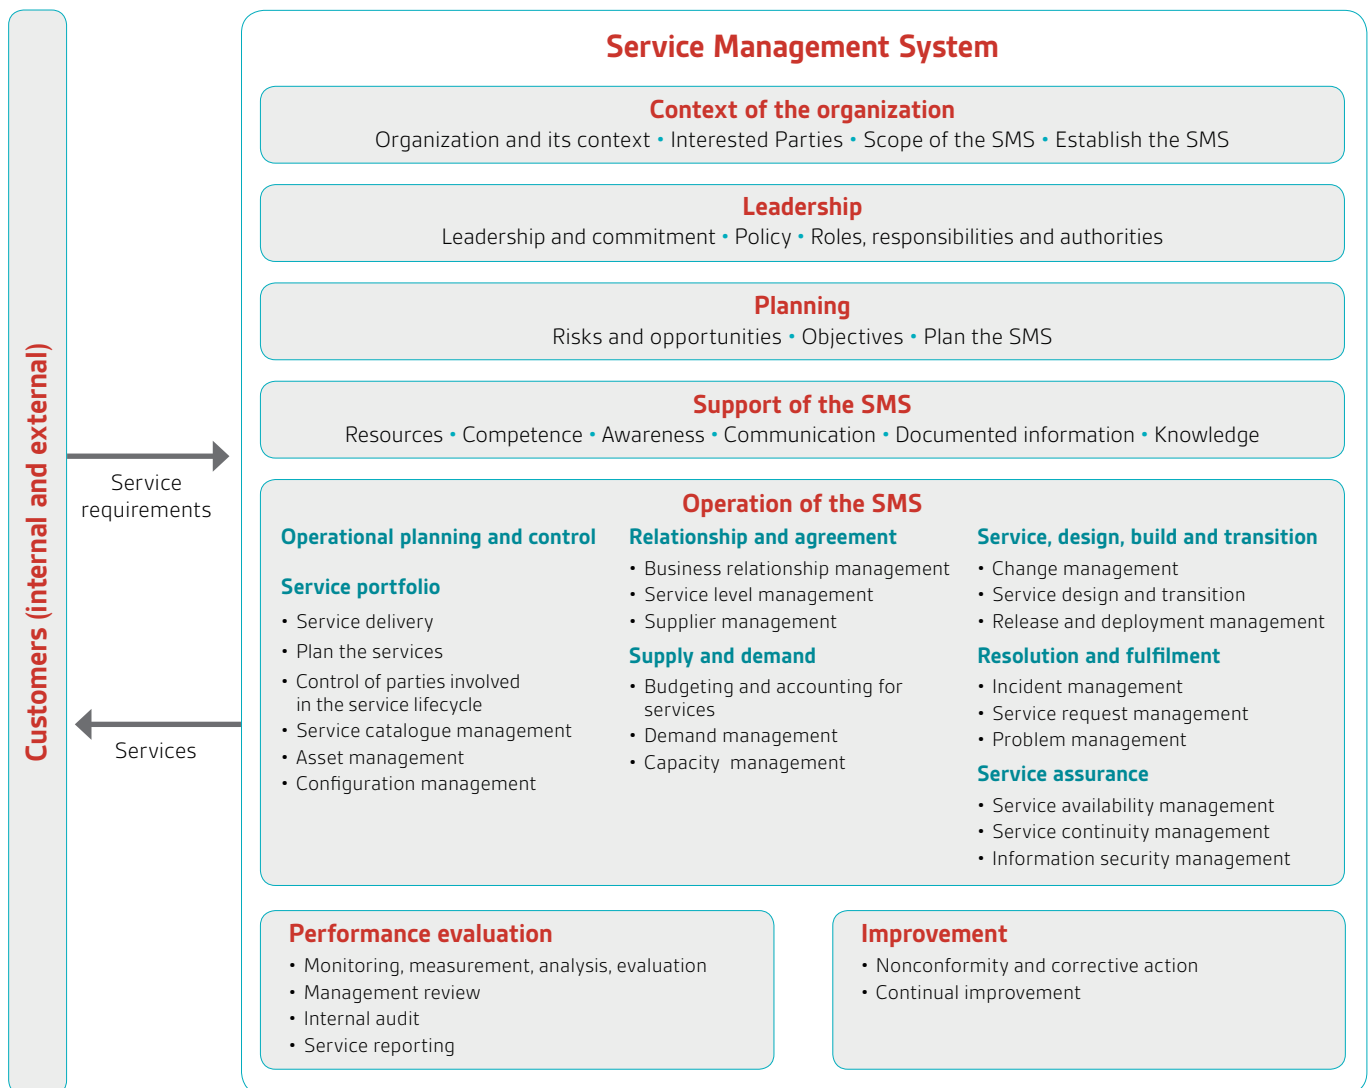 Customers (internal and external)
Service
requirements
Services
Service Management System
Context of the organization
Organization and its context • Interested Parties • Scope of the SMS • Establish the SMS
Leadership
Leadership and commitment • Policy • Roles, responsibilities and authorities
Planning
Risks and opportunities • Objectives • Plan the SMS
Support of the SMS
Resources • Competence • Awareness • Communication • Documented information • Knowledge
Operation of the SMS
Operational planning and control
Service portfolio
• Service delivery
• Plan the services
• Control of parties involved
in the service lifecycle
• Service catalogue management
• Asset management
• Configuration management
Relationship and agreement
• Business relationship management
• Service level management
• Supplier management
Supply and demand
• Budgeting and accounting for
services
• Demand management
• Capacity management
Service, design, build and transition
• Change management
• Service design and transition
• Release and deployment management
Resolution and fulfilment
• Incident management
• Service request management
• Problem management
Service assurance
• Service availability management
• Service continuity management
• Information security management
Performance evaluation
• Monitoring, measurement, analysis, evaluation
• Management review
• Internal audit
• Service reporting
Improvement
• Nonconformity and corrective action
• Continual improvement